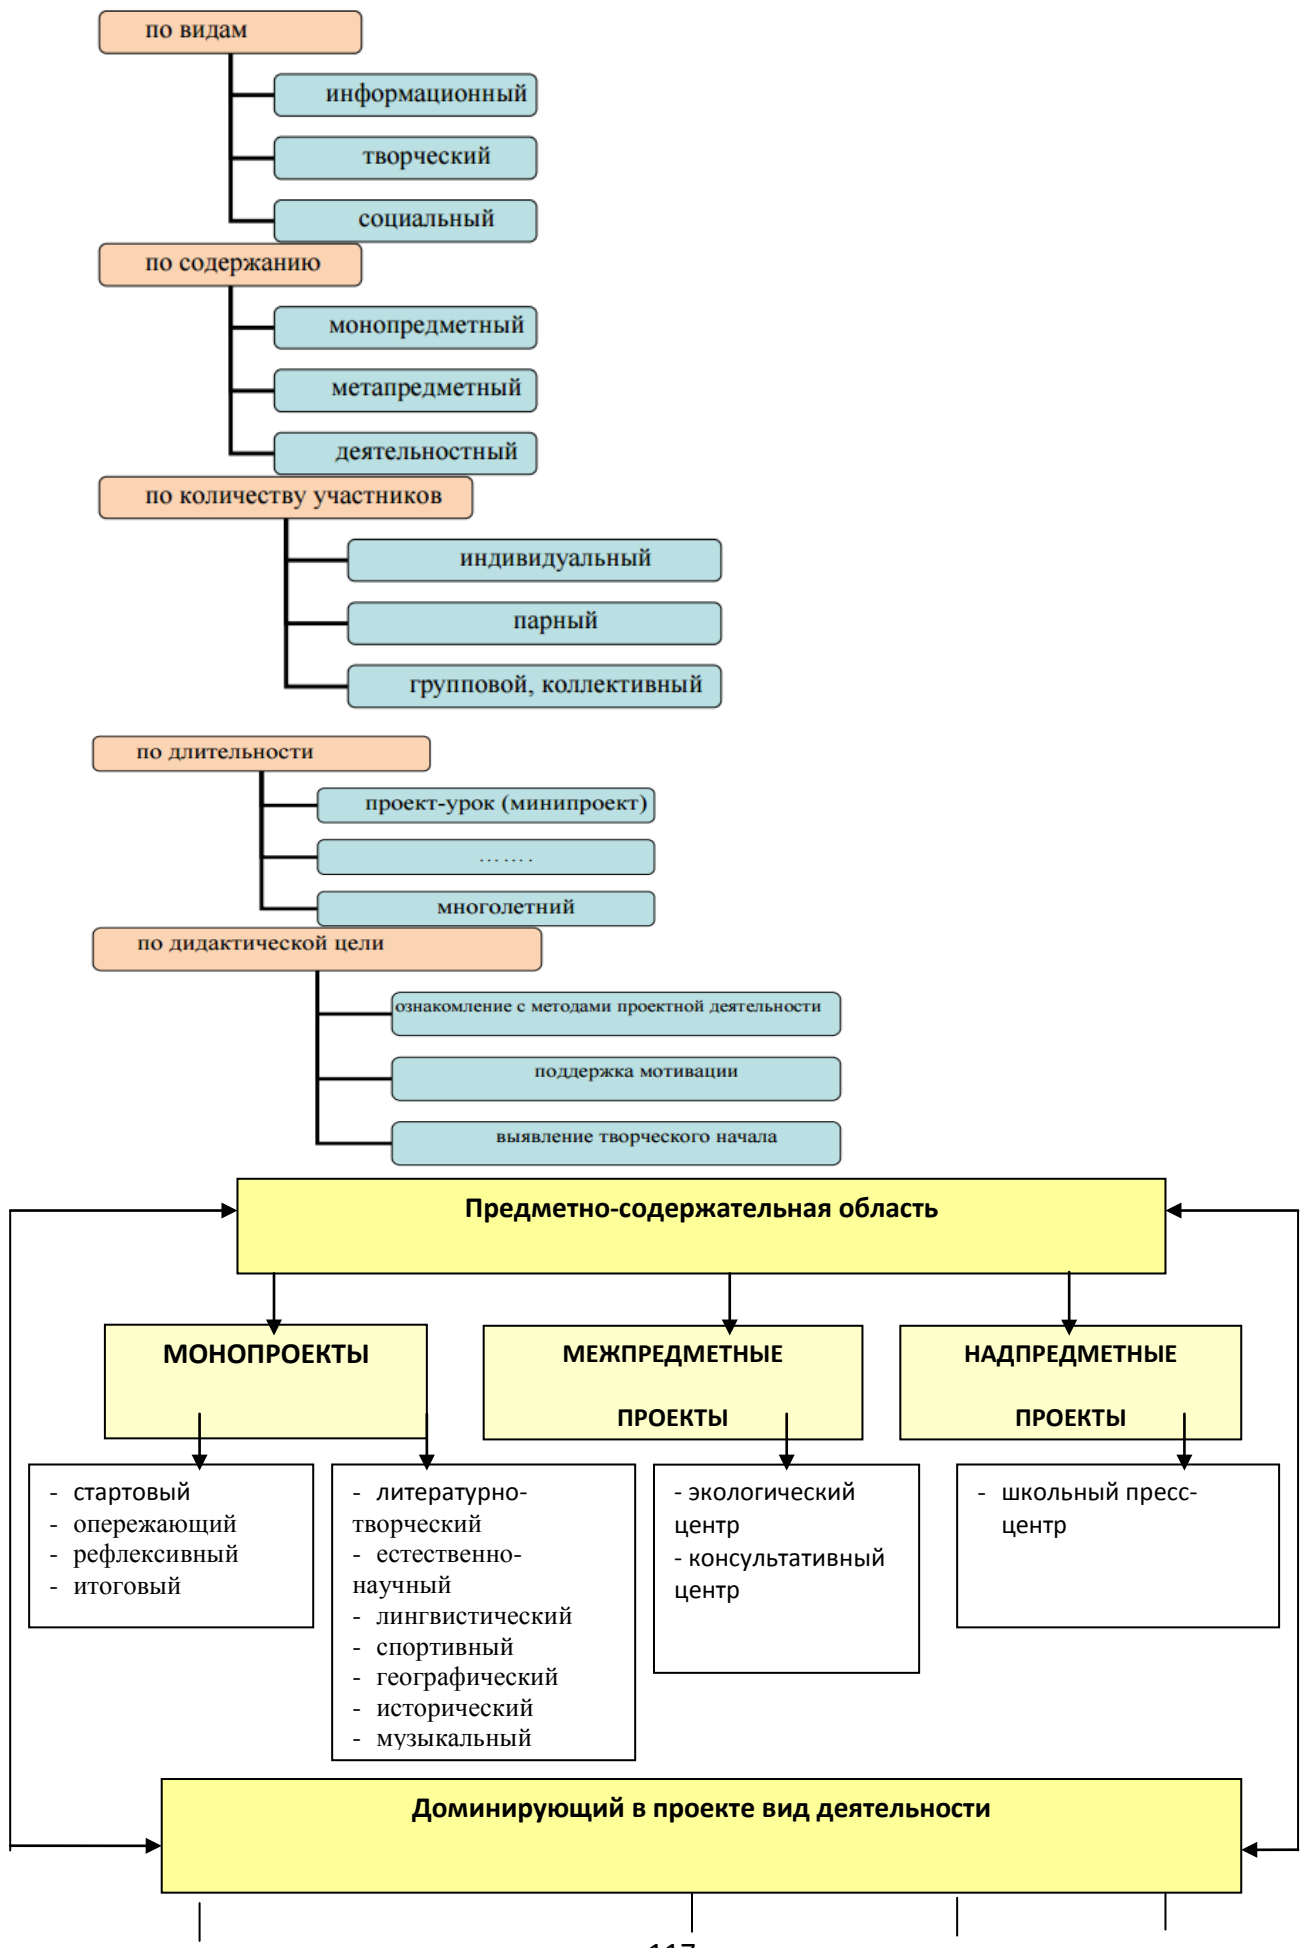 по видам
информационный
творческий
социальный
по содержанию
монопредметный
метапредметный
деятельностный
по количеству участников
индивидуальный
парный
групповой, коллективный
по длительности
проект-урок (минипроект)
…….
многолетний
по дидактической цели
ознакомление с методами проектной деятельности
поддержка мотивации
выявление творческого начала
Предметно-содержательная область
МОНОПРОЕКТЫ
МЕЖПРЕДМЕТНЫЕ
ПРОЕКТЫ
НАДПРЕДМЕТНЫЕ
ПРОЕКТЫ
- стартовый
- опережающий
- рефлексивный
- итоговый
- литературно-
творческий
- естественно-
научный
- лингвистический
- спортивный
- географический
- исторический
- музыкальный
- экологический
центр
- консультативный
центр
- школьный пресс-
центр
Доминирующий в проекте вид деятельности
117